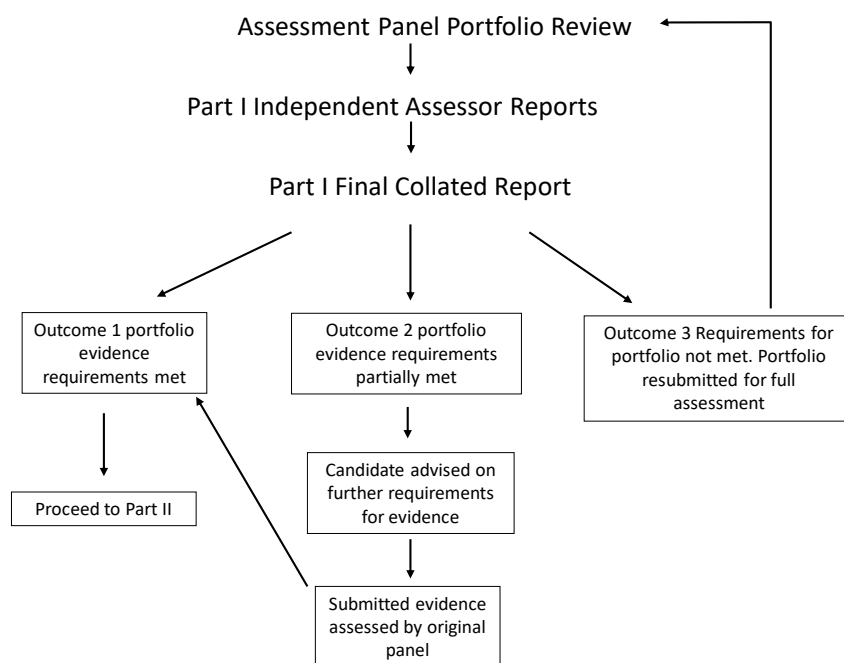 Assessment Panel Portfolio Review
Part I Independent Assessor Reports
Part I Final Collated Report
Outcome 1 portfolio
evidence
requirements met
Outcome 2 portfolio
evidence requirements
partially met
Outcome 3 Requirements for
portfolio not met. Portfolio
resubmitted for full
assessment
Proceed to Part II
Candidate advised on
further requirements
for evidence
Submitted evidence
assessed by original
panel